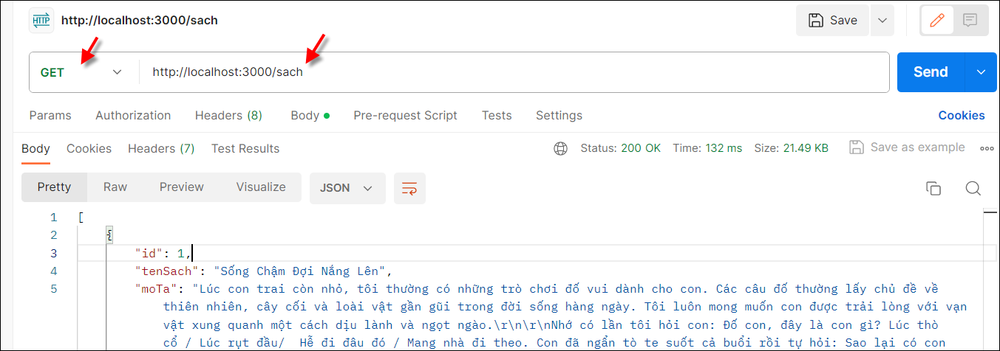 HTTP http://localhost:3000/sach Save
GET http://localhost:3000/sach Send
Params Authorization Headers (8) Body Pre-request Script Tests Settings Cookies
Body Cookies Headers (7) Test Results Status: 200 OK Time: 132 ms Size: 21.49 KB Save as example
Pretty Raw Preview Visualize JSON
1 [
2 {
3 "id": 1,
4 "tenSach": "Sống Chậm Đợi Nắng Lên",
5 "moTa": "Lúc con trai còn nhỏ, tôi thường có những trò chơi đố vui dành cho con. Các câu đố thường lấy chủ đề về
thiên nhiên, cây cối và loài vật gần gũi trong đời sống hàng ngày. Tôi luôn mong muốn con được trải lòng với vạn
vật xung quanh một cách dịu lành và ngọt ngào.\r\n\r\nNhớ có lần tôi hỏi con: Đố con, đây là con gì? Lúc thò
cổ / Lúc rụt đầu/  Hễ đi đâu đó / Mang nhà đi theo. Con đã ngẩn tò te suốt cả buổi rồi tự hỏi: Sao lại có con